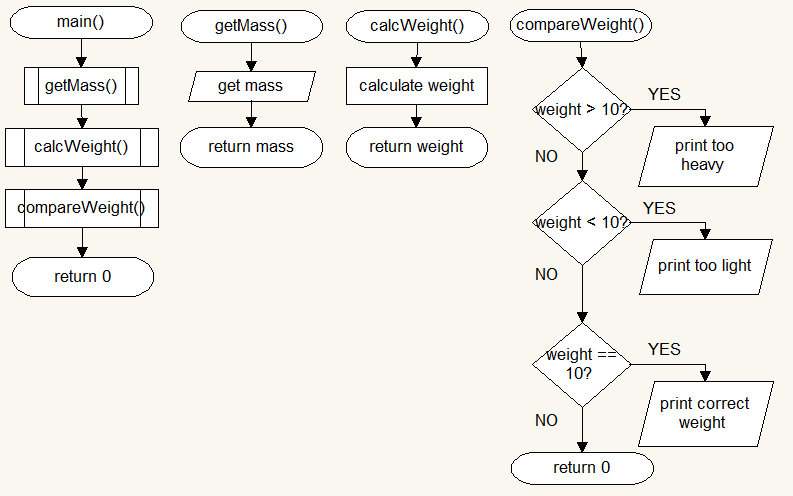 main()
getMass()
calcWeight()
compareWeight()
return 0
getMass()
get mass
return mass
calcWeight()
calculate weight
return weight
compareWeight()
weight > 10?
YES
print too
heavy
NO
weight < 10?
YES
print too light
NO
weight ==
10?
YES
print correct
weight
NO
return 0